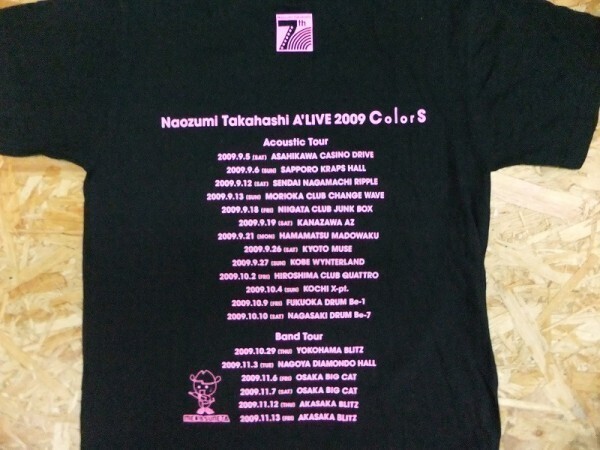 7th
Naozumi Takahashi A'LIVE 2009 ColorS
Acoustic Tour
2009.9.5 (SAT) ASAHIKAWA CASINO DRIVE
2009.9.6 (SUN) SAPPORO KRAPS HALL
2009.9.12 (SAT) SENDAI NAGAMACHI RIPPLE
2009.9.13 (SUN) MORIOKA CLUB CHANGE WAVE
2009.9.18 (FRI) NIIGATA CLUB JUNK BOX
2009.9.19 (SAT) KANAZAWA AZ
2009.9.21 (MON) HAMAMATSU MADOWAKU
2009.9.26 (SAT) KYOTO MUSE
2009.9.27 (SUN) KOBE WYNTERLAND
2009.10.2 (FRI) HIROSHIMA CLUB QUATTRO
2009.10.4 (SUN) KOCHI X-pt.
2009.10.9 (FRI) FUKUOKA DRUM Be-1
2009.10.10 (SAT) NAGASAKI DRUM Be-7
Band Tour
2009.10.29 (THU) YOKOHAMA BLITZ
2009.11.3 (TUE) NAGOYA DIAMONDO HALL
2009.11.6 (FRI) OSAKA BIG CAT
2009.11.7 (SAT) OSAKA BIG CAT
2009.11.12 (THU) AKASAKA BLITZ
2009.11.13 (FRI) AKASAKA BLITZ